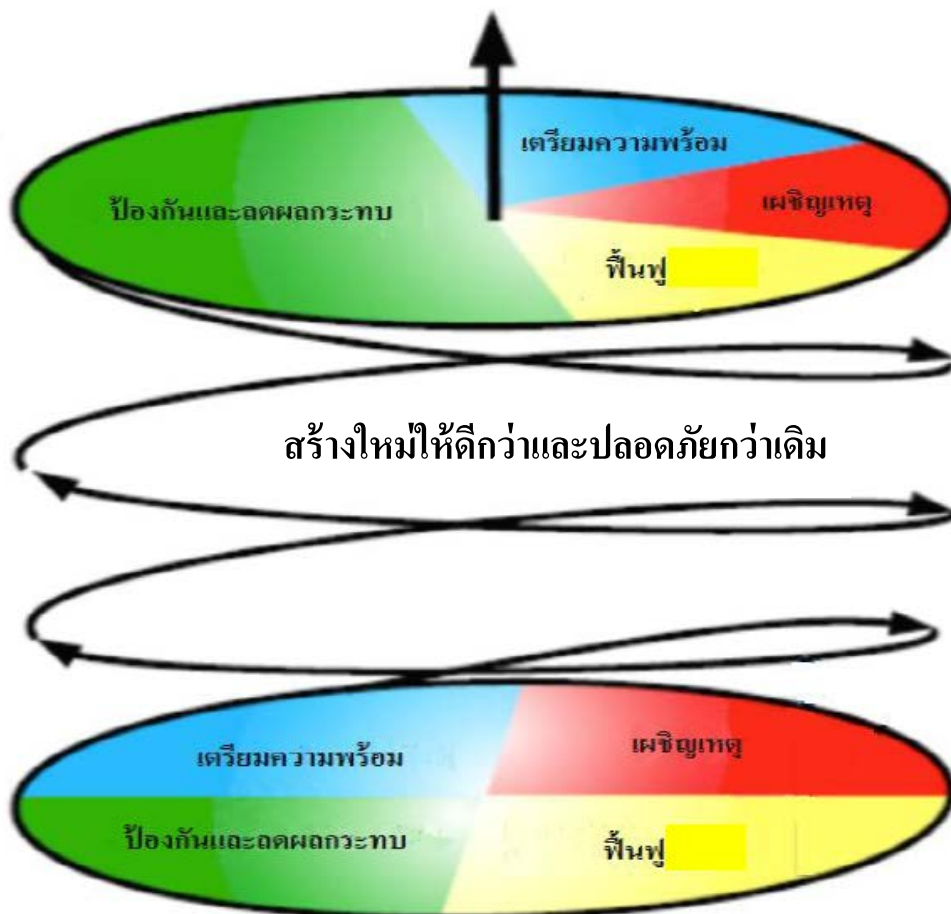 เตรียมความพร้อม
ป้องกันและลดผลกระทบ
เผชิญเหตุ
ฟื้นฟู
สร้างใหม่ให้ดีกว่าและปลอดภัยกว่าเดิม
เตรียมความพร้อม
เผชิญเหตุ
ป้องกันและลดผลกระทบ
ฟื้นฟู